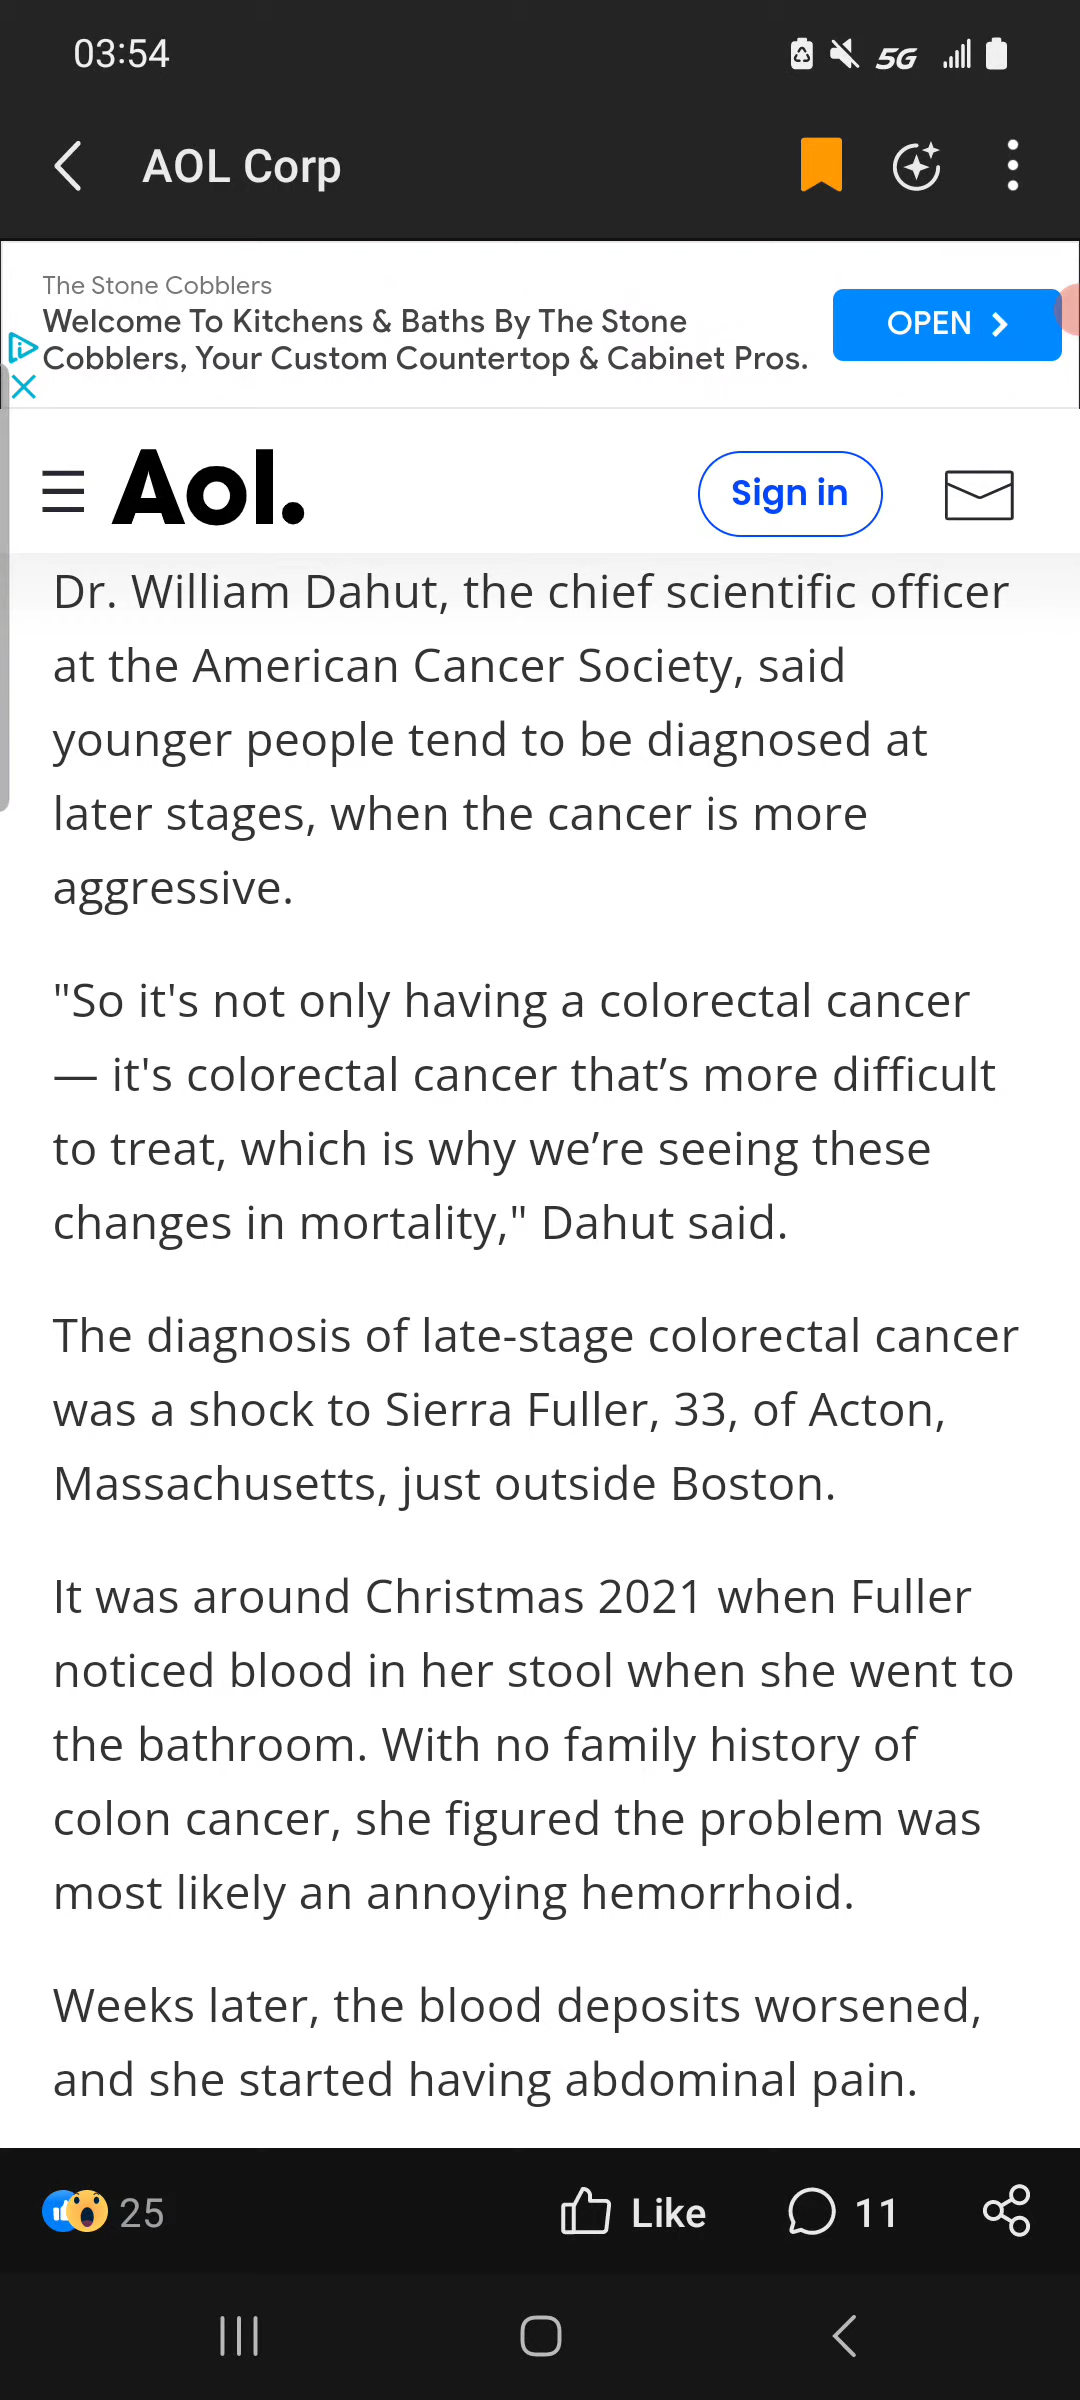 03:54
5G
AOL Corp
The Stone Cobblers
Welcome To Kitchens & Baths By The Stone
Cobblers, Your Custom Countertop & Cabinet Pros.
OPEN
Aol.
Sign in
Dr. William Dahut, the chief scientific officer
at the American Cancer Society, said
younger people tend to be diagnosed at
later stages, when the cancer is more
aggressive.
"So it's not only having a colorectal cancer
— it's colorectal cancer that’s more difficult
to treat, which is why we’re seeing these
changes in mortality," Dahut said.
The diagnosis of late-stage colorectal cancer
was a shock to Sierra Fuller, 33, of Acton,
Massachusetts, just outside Boston.
It was around Christmas 2021 when Fuller
noticed blood in her stool when she went to
the bathroom. With no family history of
colon cancer, she figured the problem was
most likely an annoying hemorrhoid.
Weeks later, the blood deposits worsened,
and she started having abdominal pain.
25
Like
11